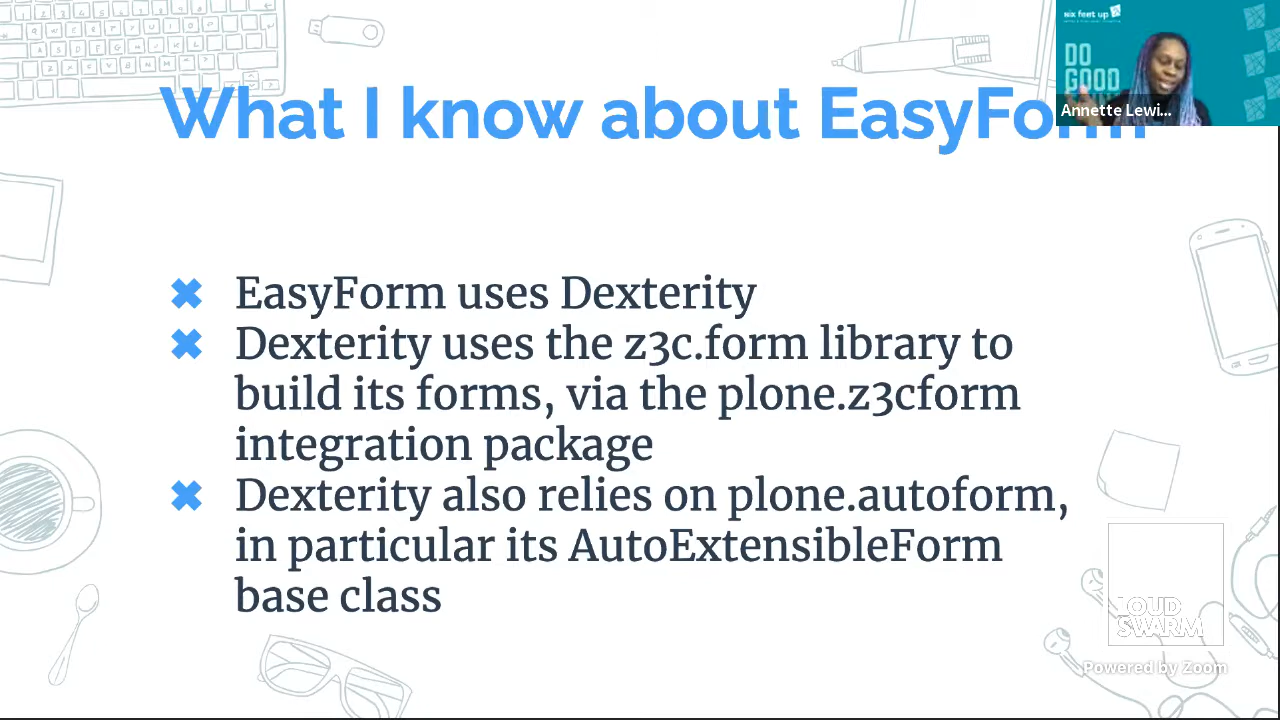 six feet up
DO
GOOD
Annette Lewi...
What I know about EasyForm
✖ EasyForm uses Dexterity
✖ Dexterity uses the z3c.form library to
build its forms, via the plone.z3cform
integration package
✖ Dexterity also relies on plone.autoform,
in particular its AutoExtensibleForm
base class
LOUD
SWARM
Powered by Zoom